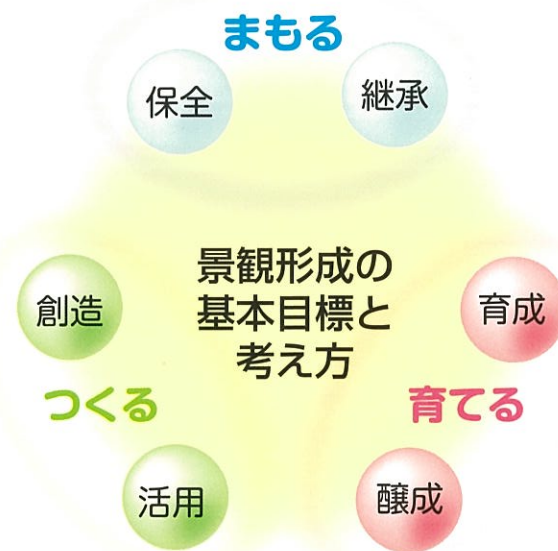 まもる
保全
継承
景観形成の
基本目標と
考え方
創造
育成
つくる
育てる
活用
醸成